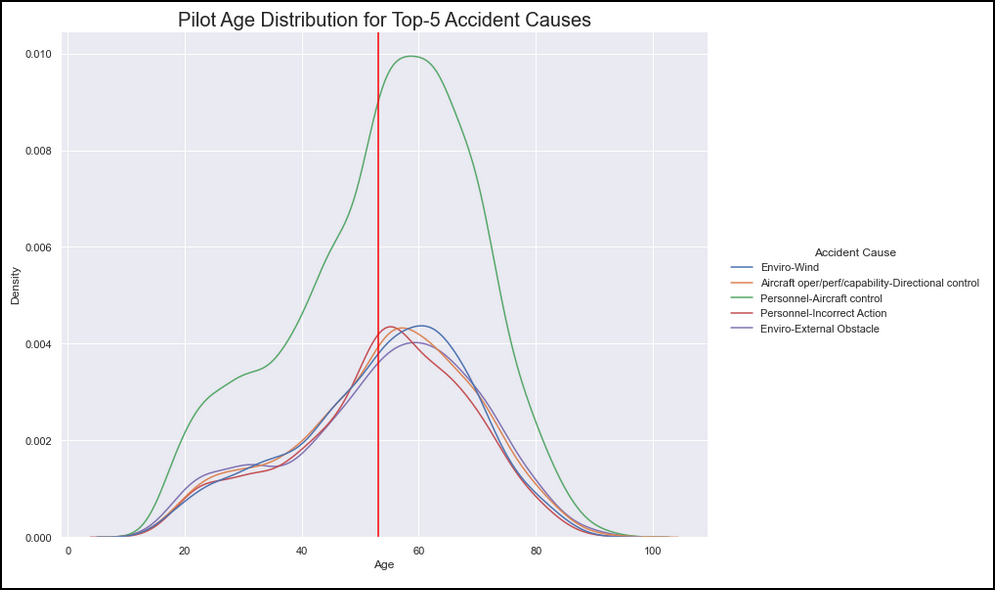 Pilot Age Distribution for Top-5 Accident Causes
0.010
0.008
0.006
0.004
0.002
0.000
Density
0
20
40
60
80
100
Age
Accident Cause
Enviro-Wind
Aircraft oper/perf/capability-Directional control
Personnel-Aircraft control
Personnel-Incorrect Action
Enviro-External Obstacle